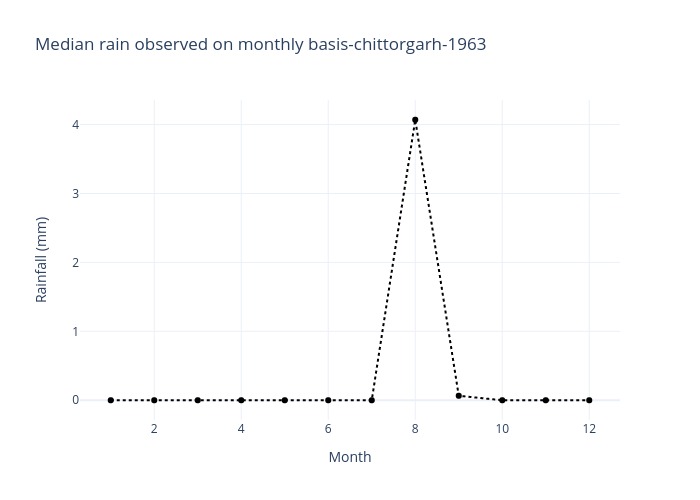 Median rain observed on monthly basis-chittorgarh-1963
4
3
2
1
0
Rainfall (mm)
2 4 6 8 10 12
Month